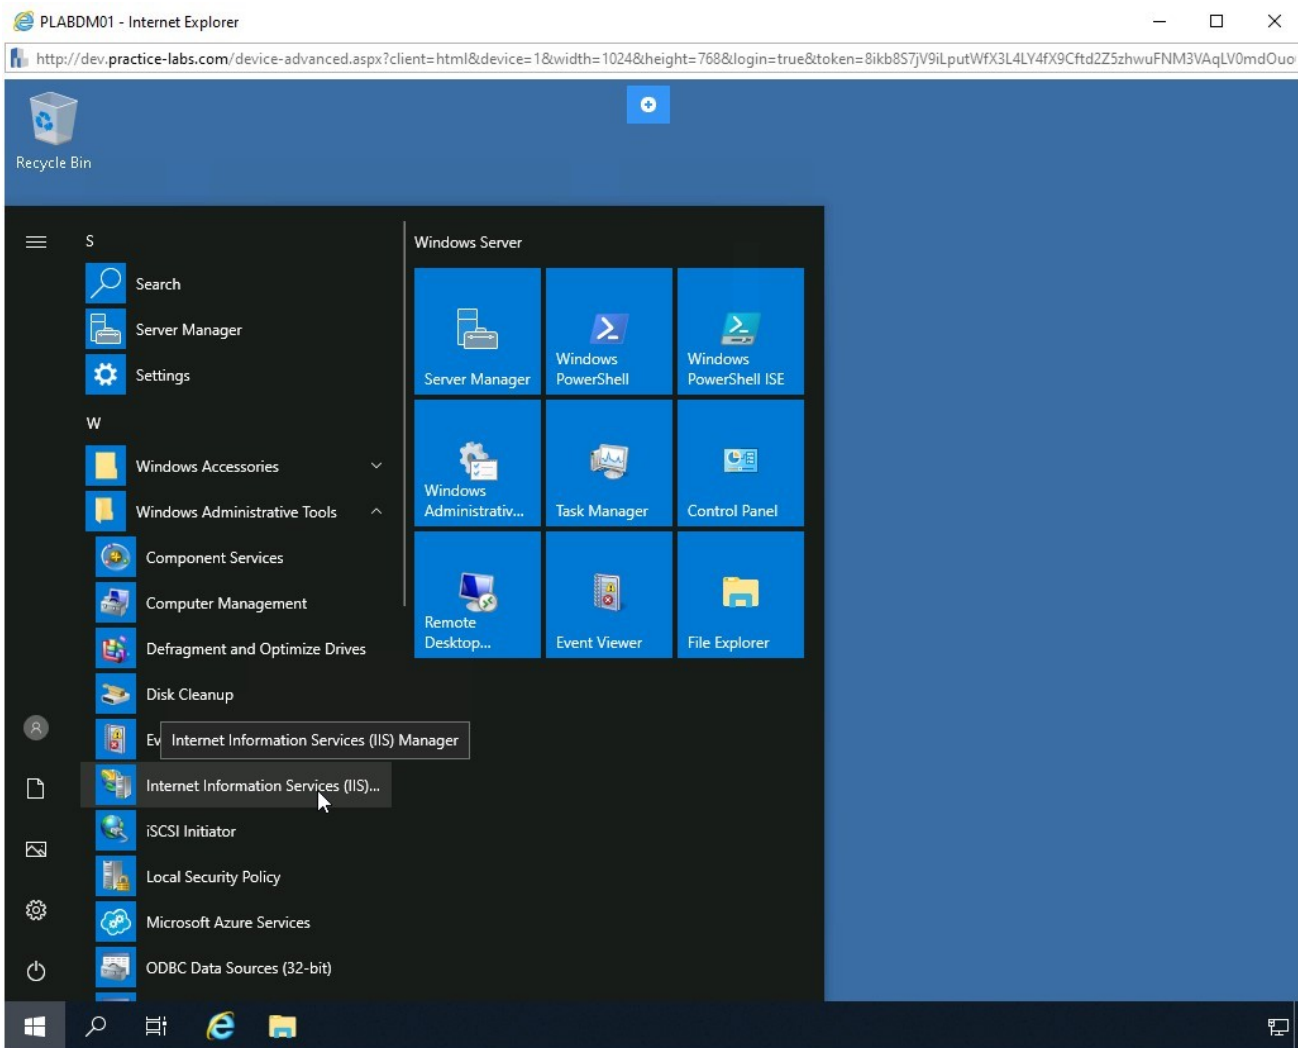 PLABDM01 - Internet Explorer
http://dev.practice-labs.com/device-advanced.aspx?client=html&device=1&width=1024&height=768&login=true&token=8ikb8S7jV9iLputWfX3L4LY4fX9Cftd2Z5zhwuFNM3VAqLV0mdOuo
Recycle Bin
S
Search
Server Manager
Settings
W
Windows Accessories
Windows Administrative Tools
Component Services
Computer Management
Defragment and Optimize Drives
Disk Cleanup
Ev
Internet Information Services (IIS) Manager
Internet Information Services (IIS)...
iSCSI Initiator
Local Security Policy
Microsoft Azure Services
ODBC Data Sources (32-bit)
Windows Server
Server Manager
Windows
PowerShell
Windows
PowerShell ISE
Windows
Administrativ...
Task Manager
Control Panel
Remote
Desktop...
Event Viewer
File Explorer